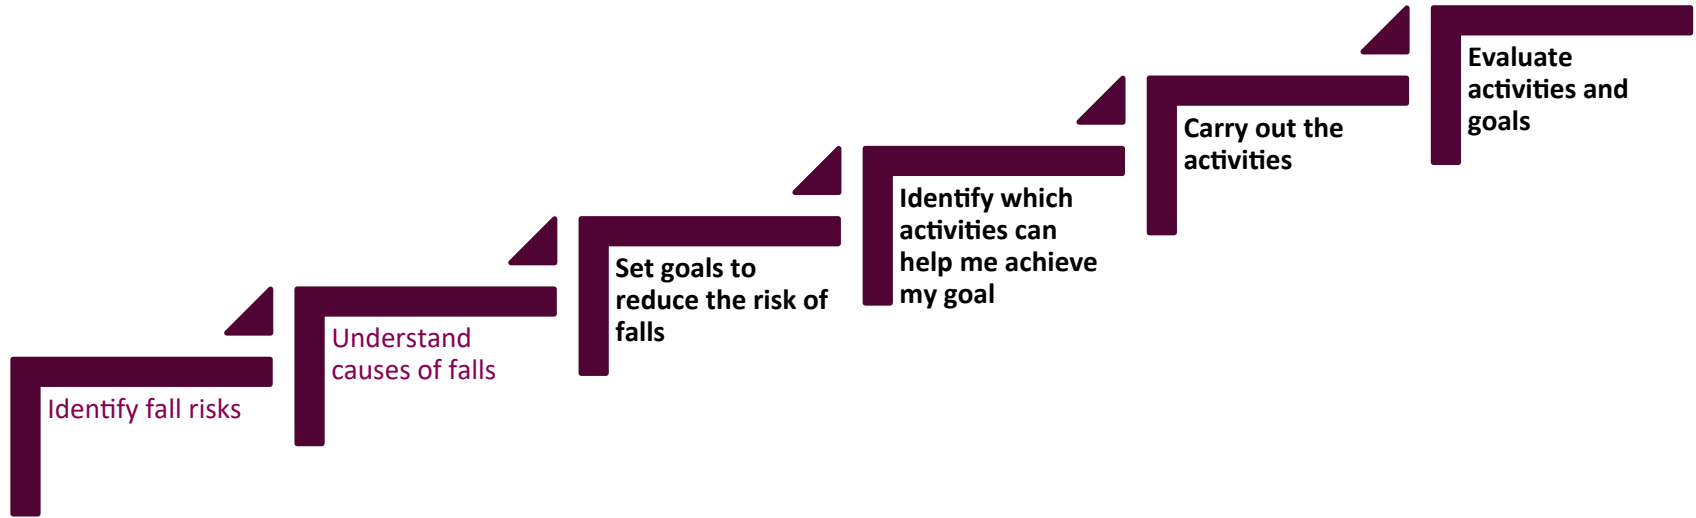 Identify fall risks
Understand
causes of falls
Set goals to
reduce the risk of
falls
Identify which
activities can
help me achieve
my goal
Carry out the
activities
Evaluate
activities and
goals